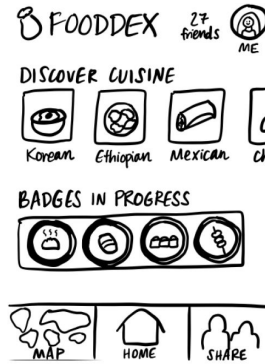 FOODDEX
27 friends
ME
DISCOVER CUISINE
Korean Ethiopian Mexican
BADGES IN PROGRESS
MAP HOME SHARE